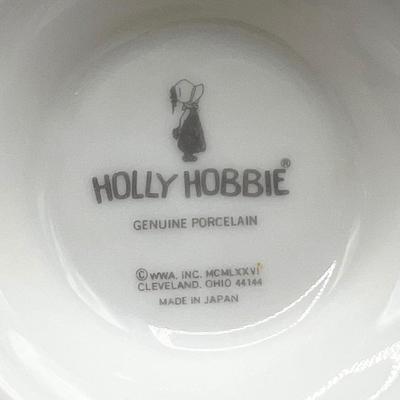 HOLLY HOBBIE®
GENUINE PORCELAIN
© WWA, INC. MCMLXXVI
CLEVELAND, OHIO 44144
MADE IN JAPAN